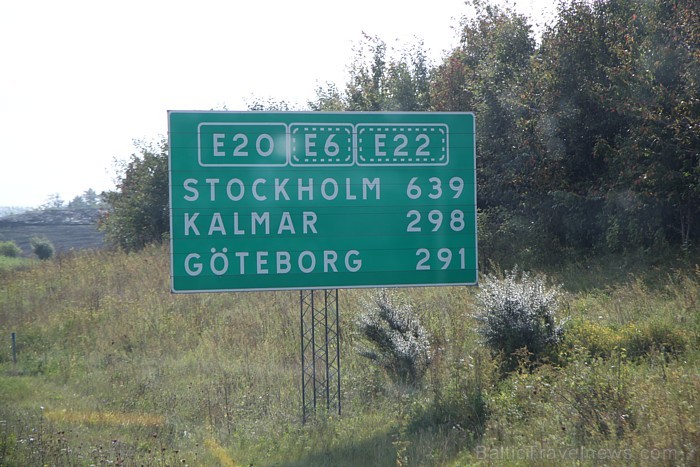 E20 E6 E22
STOCKHOLM 639
KALMAR 298
GÖTEBORG 291
BalticTravelnews.com